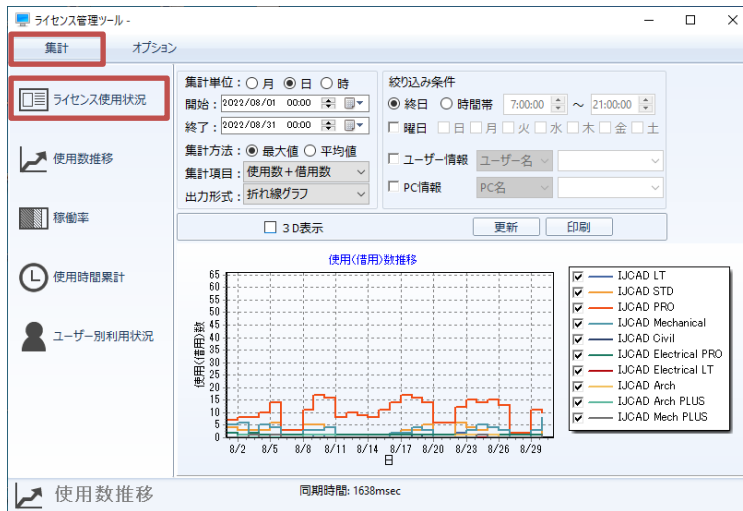 ライセンス管理ツール -
集計 オプション
ライセンス使用状況
使用数推移
稼働率
使用時間累計
ユーザー別利用状況
集計単位： 月 日 時
開始： 2022/08/01 00:00
終了： 2022/08/31 00:00
集計方法： 最大値 平均値
集計項目： 使用数＋借用数
出力形式： 折れ線グラフ
絞り込み条件
終日 時間帯 7:00:00 ～ 21:00:00
曜日 日 月 火 水 木 金 土
ユーザー情報 ユーザー名
PC情報 PC名
3D表示 更新 印刷
使用(借用)数推移
使用(借用)数
65
60
55
50
45
40
35
30
25
20
15
10
5
0
8/2 8/5 8/8 8/11 8/14 8/17 8/20 8/23 8/26 8/29
日
IJCAD LT
IJCAD STD
IJCAD PRO
IJCAD Mechanical
IJCAD Civil
IJCAD Electrical PRO
IJCAD Electrical LT
IJCAD Arch
IJCAD Arch PLUS
IJCAD Mech PLUS
使用数推移 同期時間: 1638msec